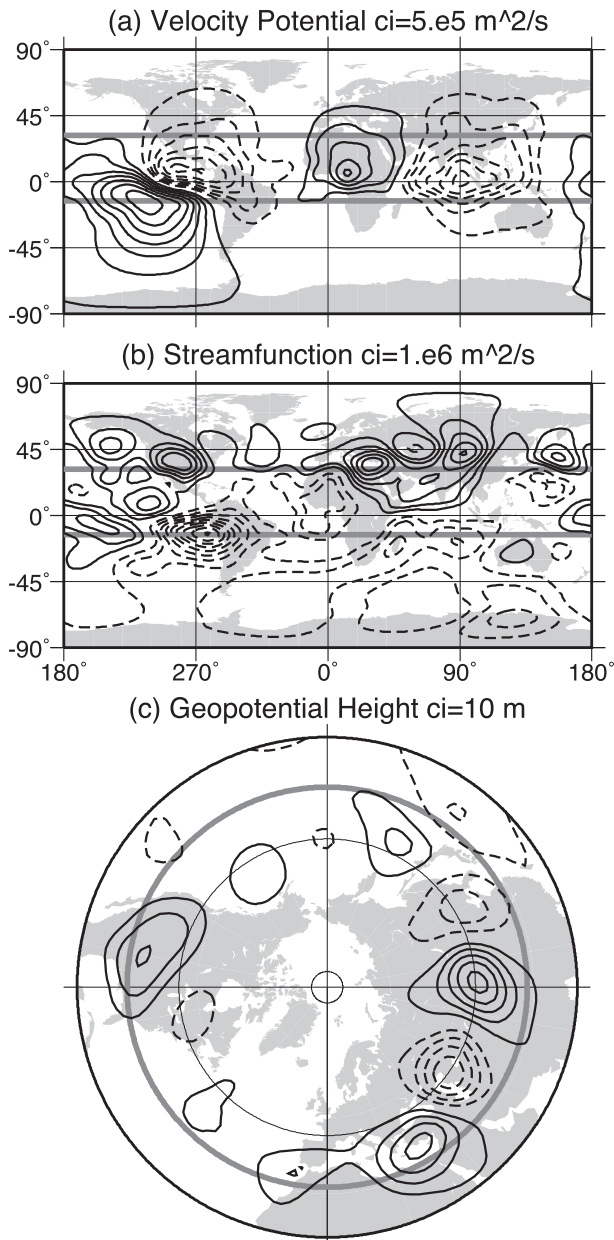 (a) Velocity Potential ci=5.e5 m^2/s
90°
45°
0°
-45°
-90°
(b) Streamfunction ci=1.e6 m^2/s
90°
45°
0°
-45°
-90°
180° 270° 0° 90° 180°
(c) Geopotential Height ci=10 m